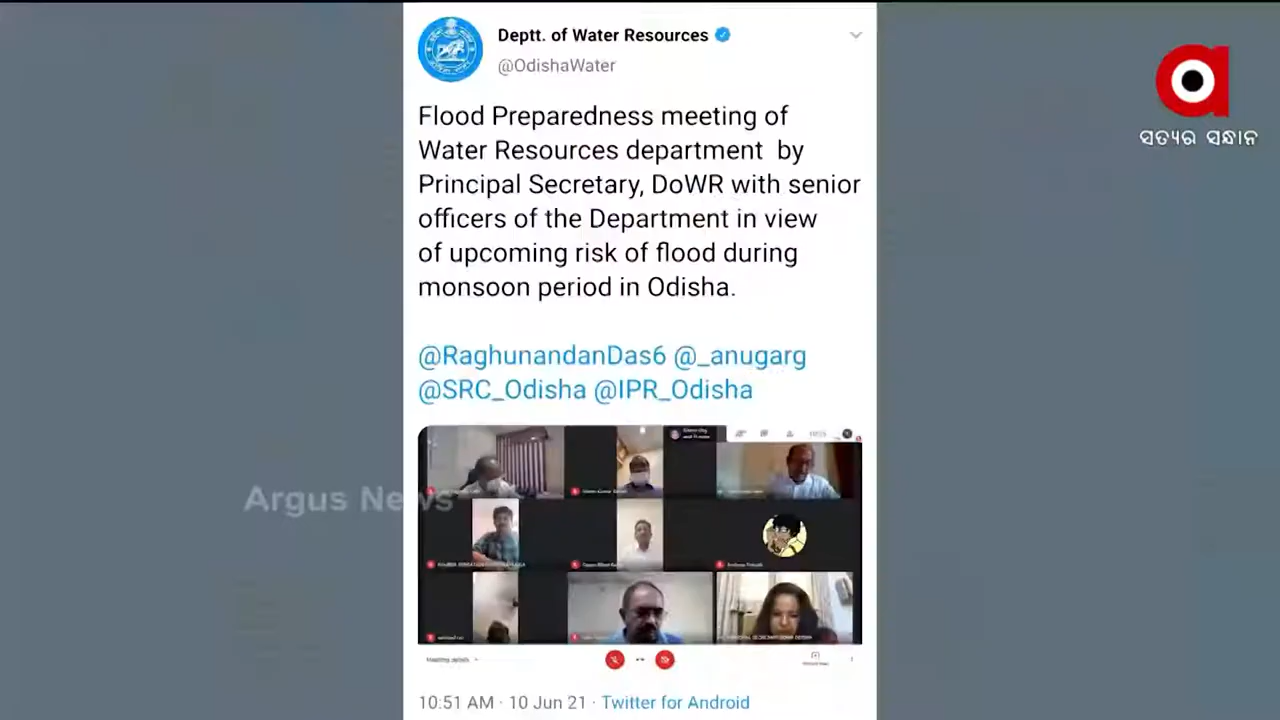 Deptt. of Water Resources
@OdishaWater
Flood Preparedness meeting of
Water Resources department by
Principal Secretary, DoWR with senior
officers of the Department in view
of upcoming risk of flood during
monsoon period in Odisha.
@RaghunandanDas6 @_anugarg
@SRC_Odisha @IPR_Odisha
Meeting details
10:51 AM · 10 Jun 21 · Twitter for Android
Argus News
ସତ୍ୟର ସନ୍ଧାନ